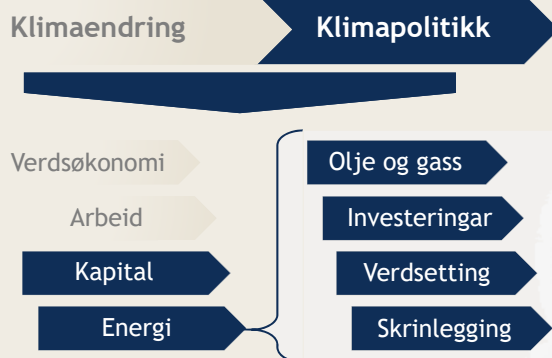 Klimaendring
Klimapolitikk
Verdsøkonomi
Arbeid
Kapital
Energi
Olje og gass
Investeringar
Verdsetting
Skrinlegging